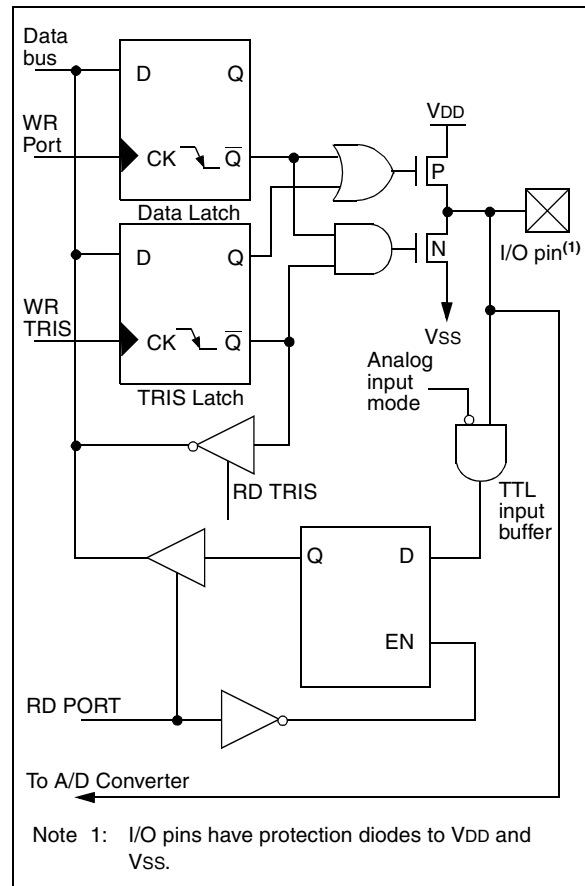 Data
bus
D
Q
VDD
WR
Port
CK
Q
P
Data Latch
I/O pin(1)
N
D
Q
WR
TRIS
CK
Q
VSS
Analog
input
mode
TRIS Latch
RD TRIS
TTL
input
buffer
Q
D
EN
RD PORT
To A/D Converter
Note 1: I/O pins have protection diodes to VDD and
VSS.